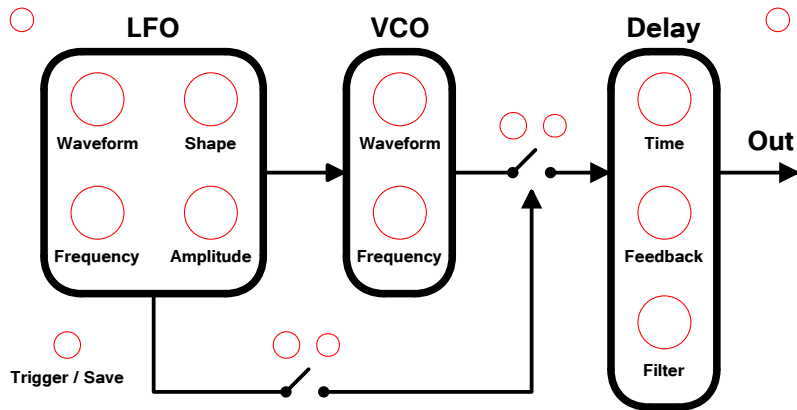 LFO
VCO
Delay
Waveform
Shape
Waveform
Time
Out
Frequency
Amplitude
Frequency
Feedback
Trigger / Save
Filter